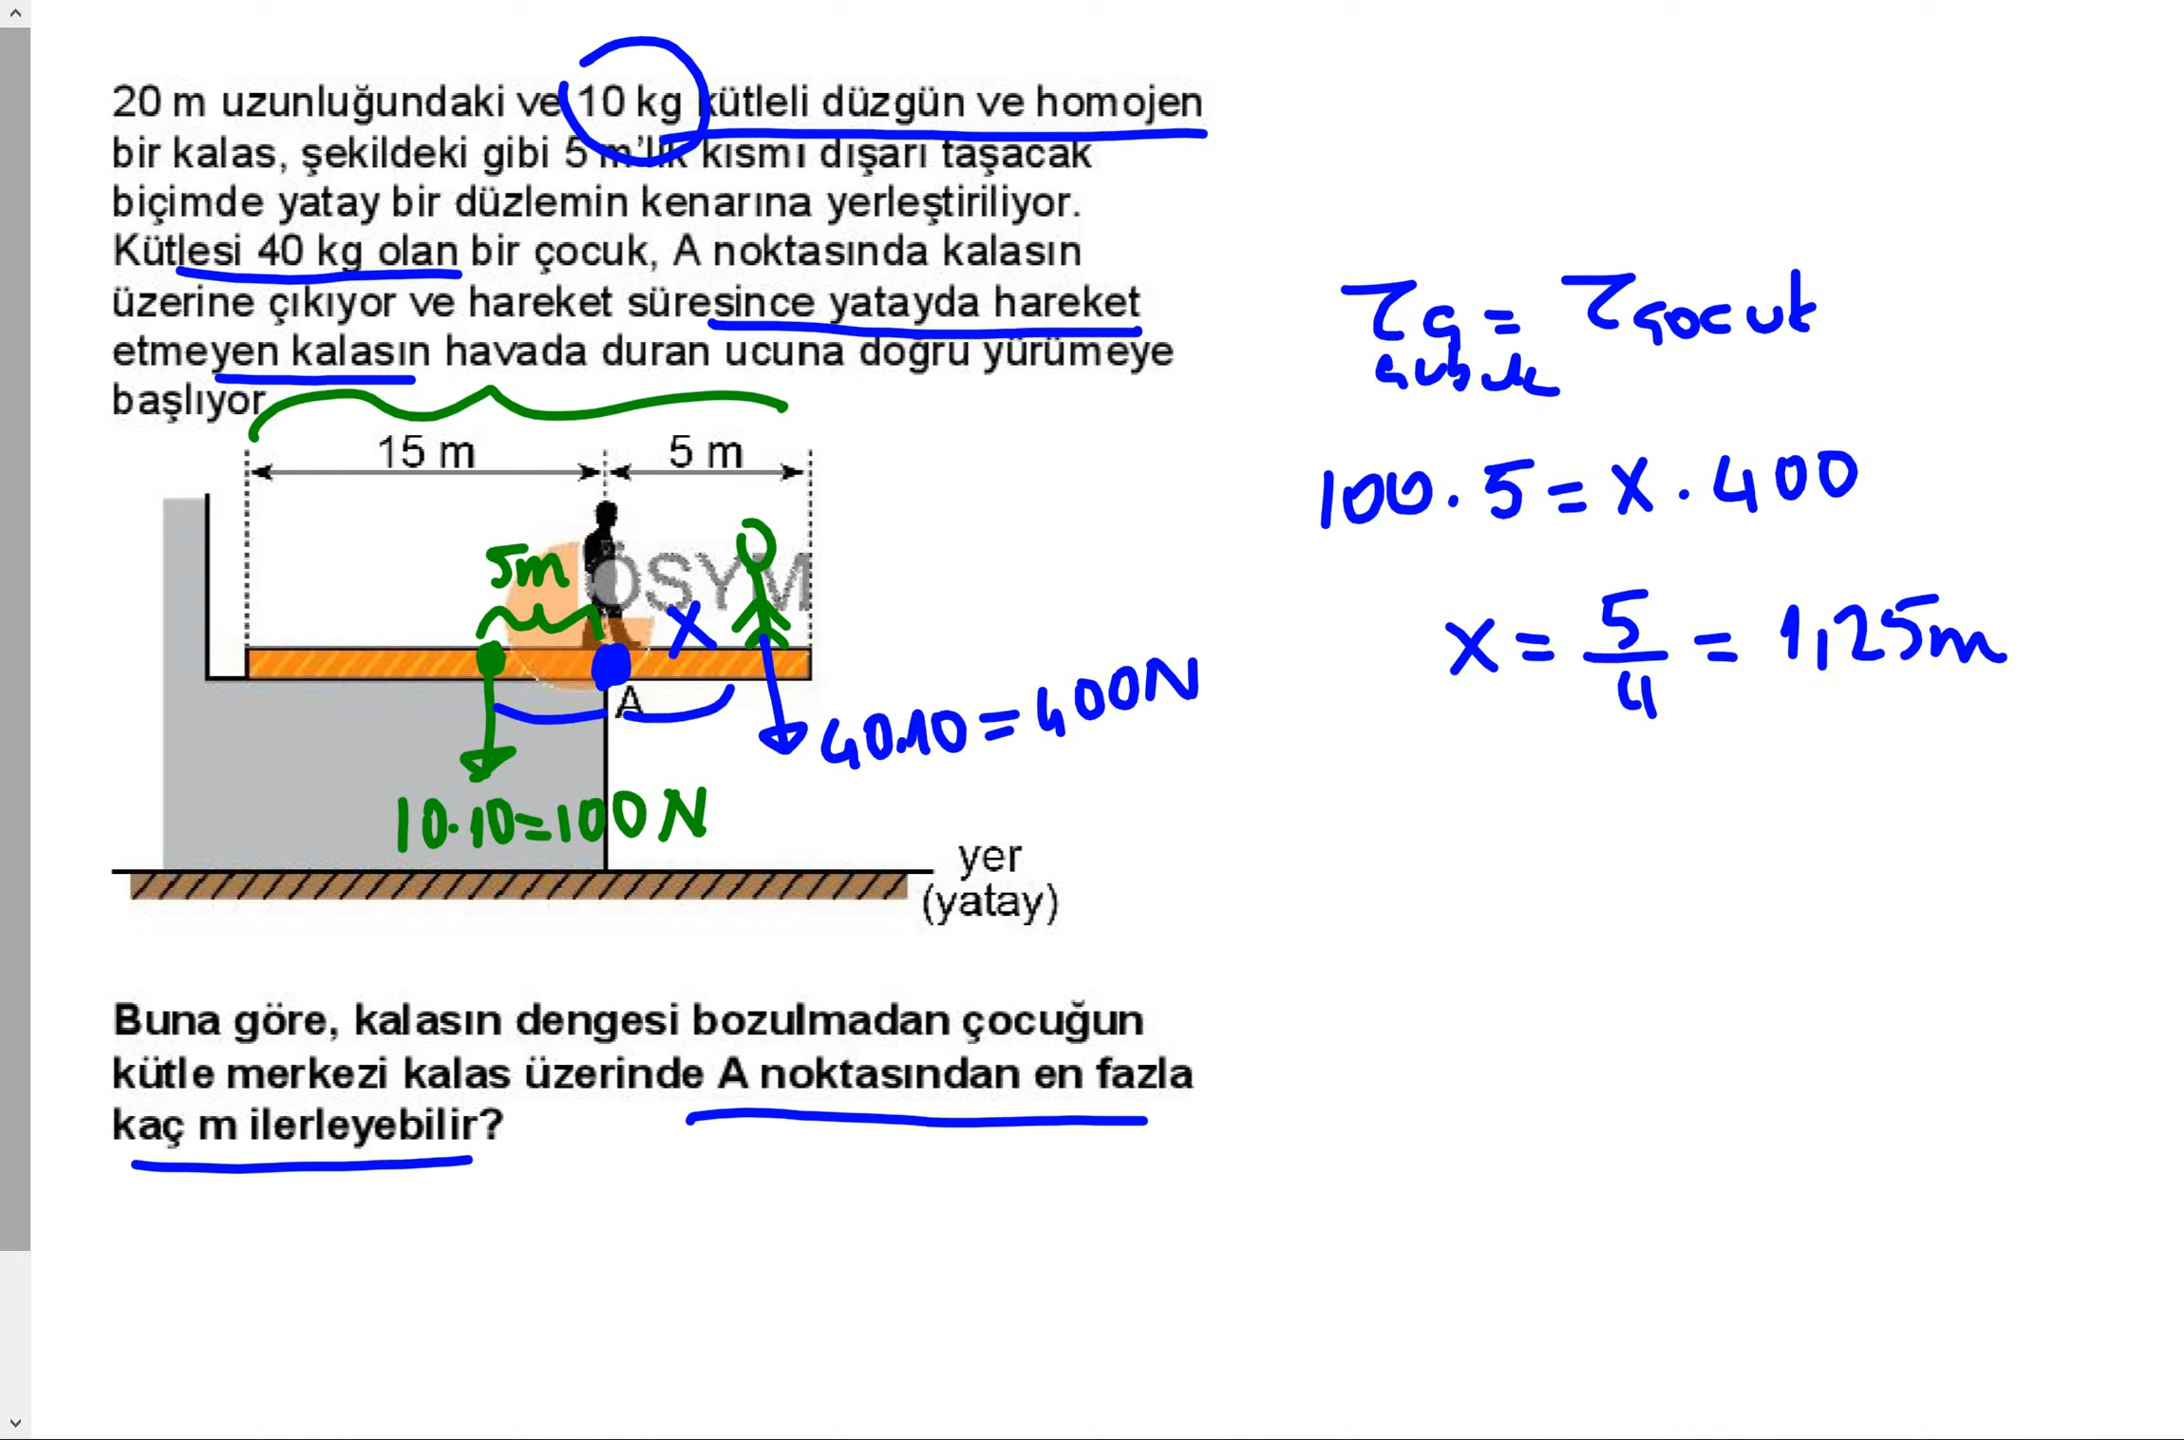 20 m uzunluğundaki ve 10 kg kütleli düzgün ve homojen
bir kalas, şekildeki gibi 5 m'lik kısmı dışarı taşacak
biçimde yatay bir düzlemin kenarına yerleştiriliyor.
Kütlesi 40 kg olan bir çocuk, A noktasında kalasın
üzerine çıkıyor ve hareket süresince yatayda hareket
etmeyen kalasın havada duran ucuna doğru yürümeye
başlıyor
15 m 5 m
5m ÖSYM
X
A
40.10=400N
10.10=100N
yer
(yatay)
Buna göre, kalasın dengesi bozulmadan çocuğun
kütle merkezi kalas üzerinde A noktasından en fazla
kaç m ilerleyebilir?
τG = τçocuk
çubuk
100.5=X.400
X=5/4=1,25m